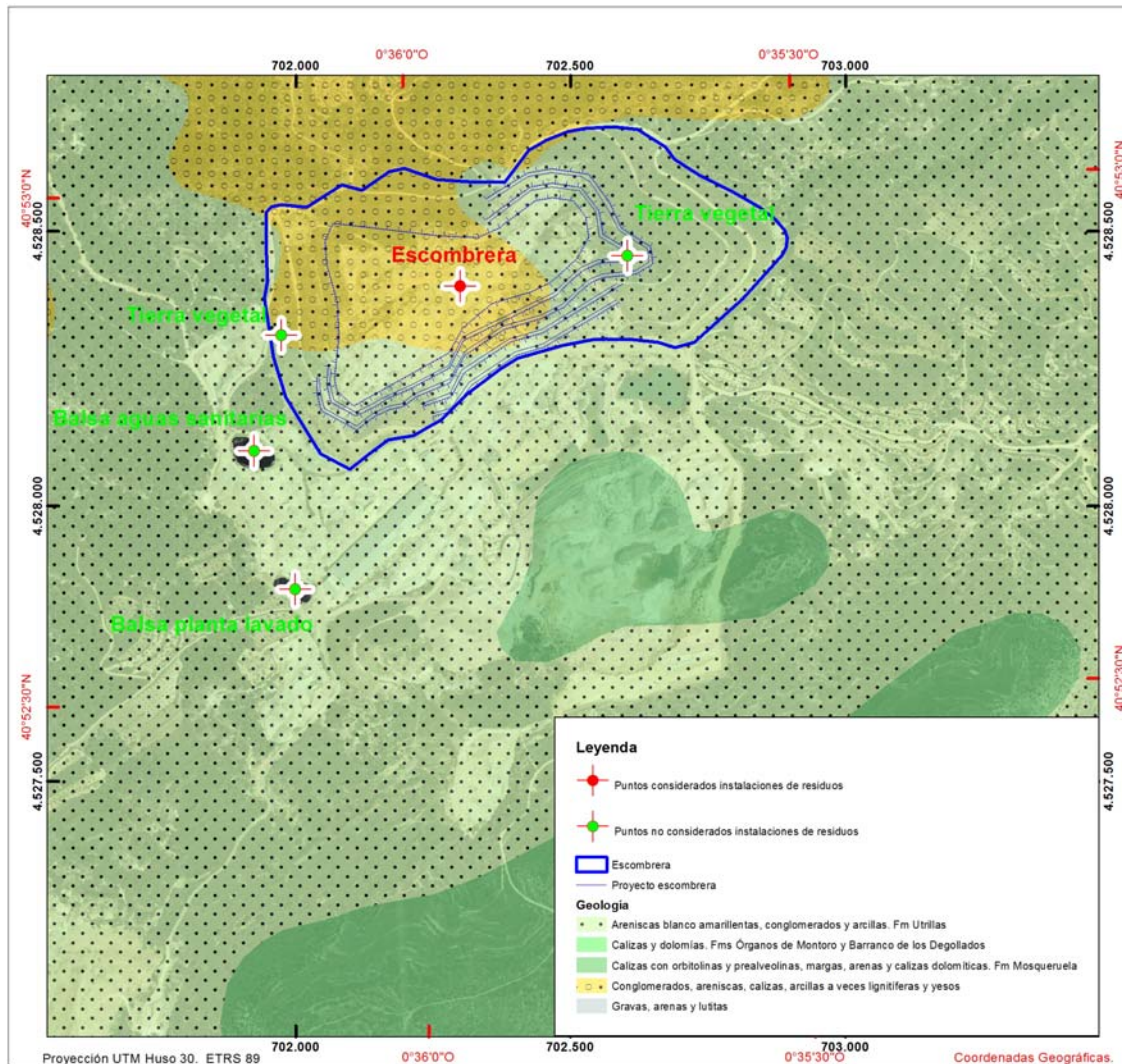 0°36'0"O
0°35'30"O
702.000
702.500
703.000
40°53'0"N
40°53'0"N
4.528.500
4.528.500
Tierra vegetal
Escombrera
Tierra vegetal
Balsa aguas sanitarias
4.528.000
4.528.000
Balsa planta lavado
40°52'30"N
40°52'30"N
4.527.500
4.527.500
Leyenda
Puntos considerados instalaciones de residuos
Puntos no considerados instalaciones de residuos
Escombrera
Proyecto escombrera
Geología
Areniscas blanco amarillentas, conglomerados y arcillas. Fm Utrillas
Calizas y dolomías. Fms Órganos de Montoro y Barranco de los Degollados
Calizas con orbitolinas y prealveolinas, margas, arenas y calizas dolomíticas. Fm Mosqueruela
Conglomerados, areniscas, calizas, arcillas a veces lignitíferas y yesos
Gravas, arenas y lutitas
702.000
702.500
703.000
Proyección UTM Huso 30. ETRS 89
0°36'0"O
0°35'30"O
Coordenadas Geográficas.